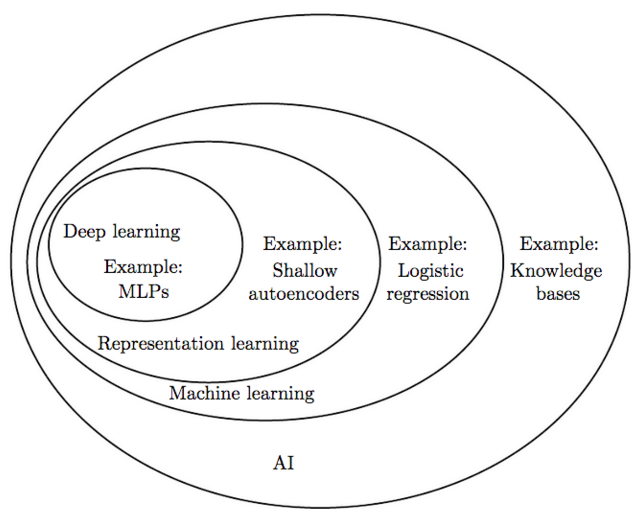 Deep learning
Example:
MLPs
Example:
Shallow
autoencoders
Example:
Logistic
regression
Example:
Knowledge
bases
Representation learning
Machine learning
AI